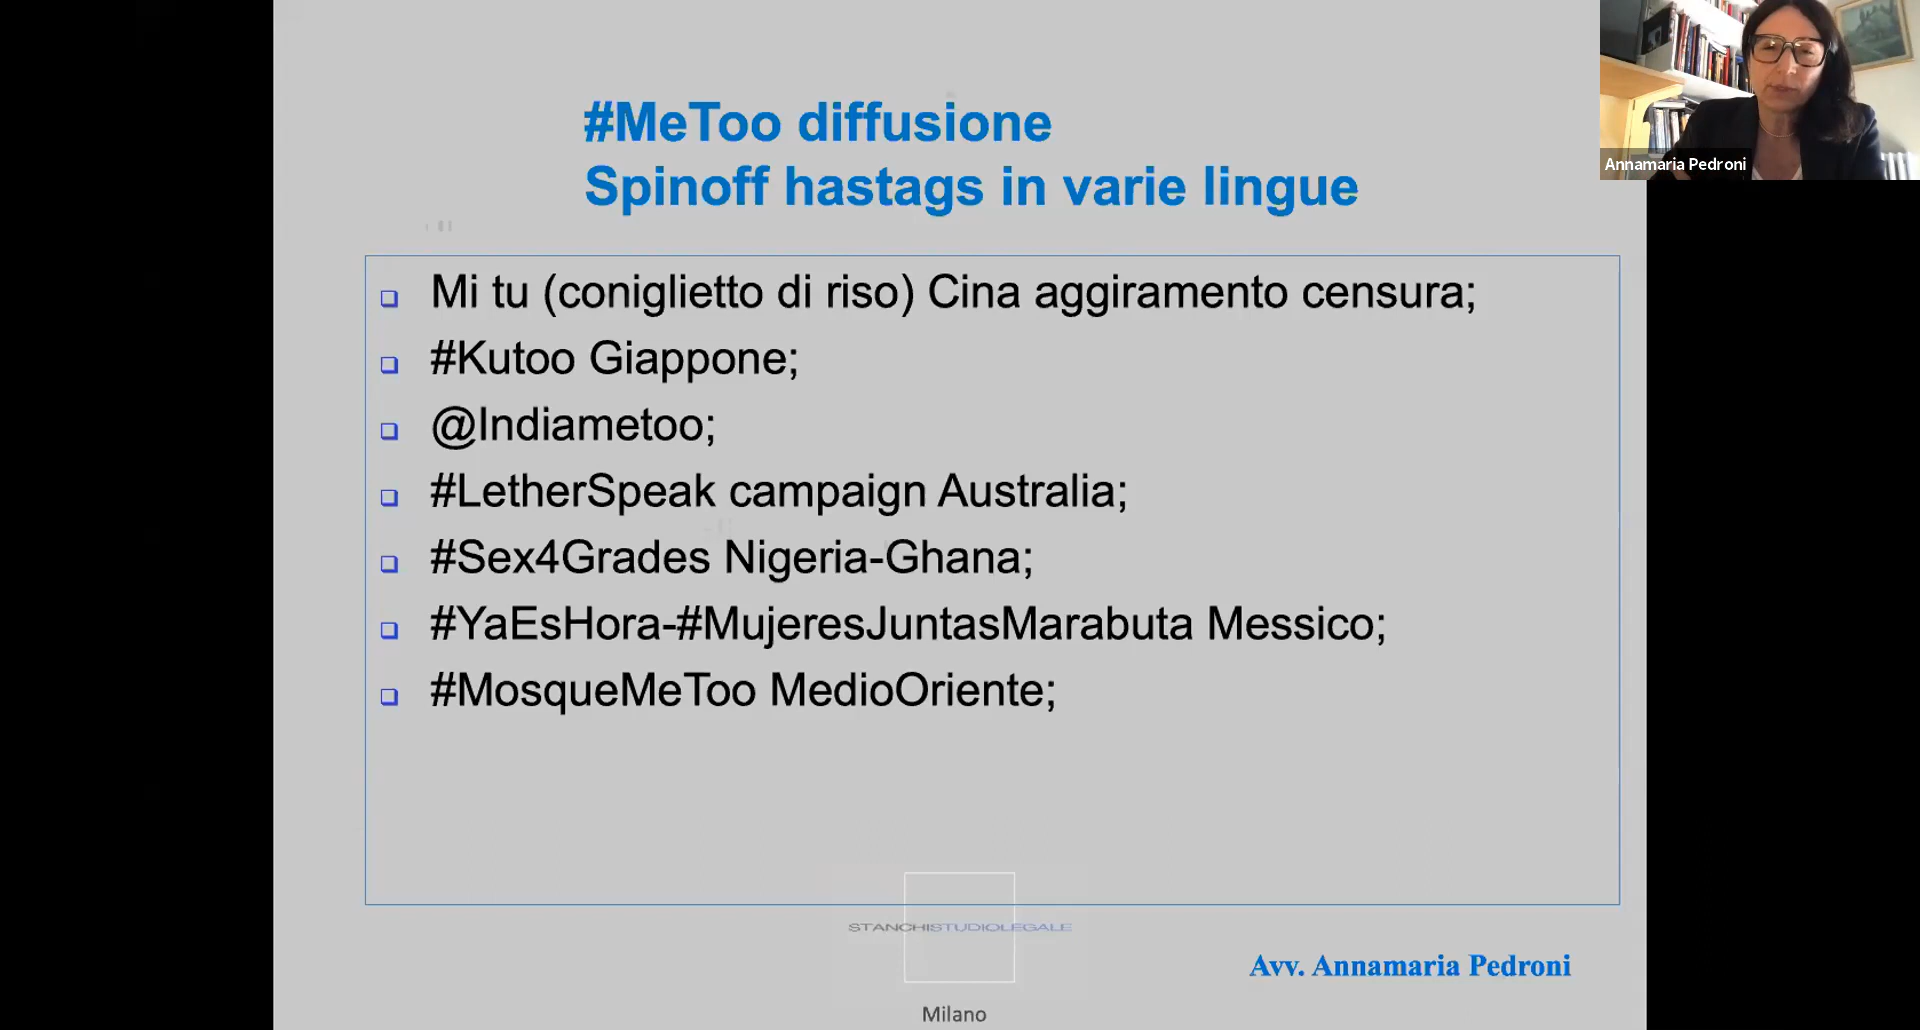 #MeToo diffusione
Spinoff hastags in varie lingue
Annamaria Pedroni
Mi tu (coniglietto di riso) Cina aggiramento censura;
#Kutoo Giappone;
@Indiametoo;
#LetherSpeak campaign Australia;
#Sex4Grades Nigeria-Ghana;
#YaEsHora-#MujeresJuntasMarabuta Messico;
#MosqueMeToo MedioOriente;
STANCHISTUDIOLEGALE
Avv. Annamaria Pedroni
Milano